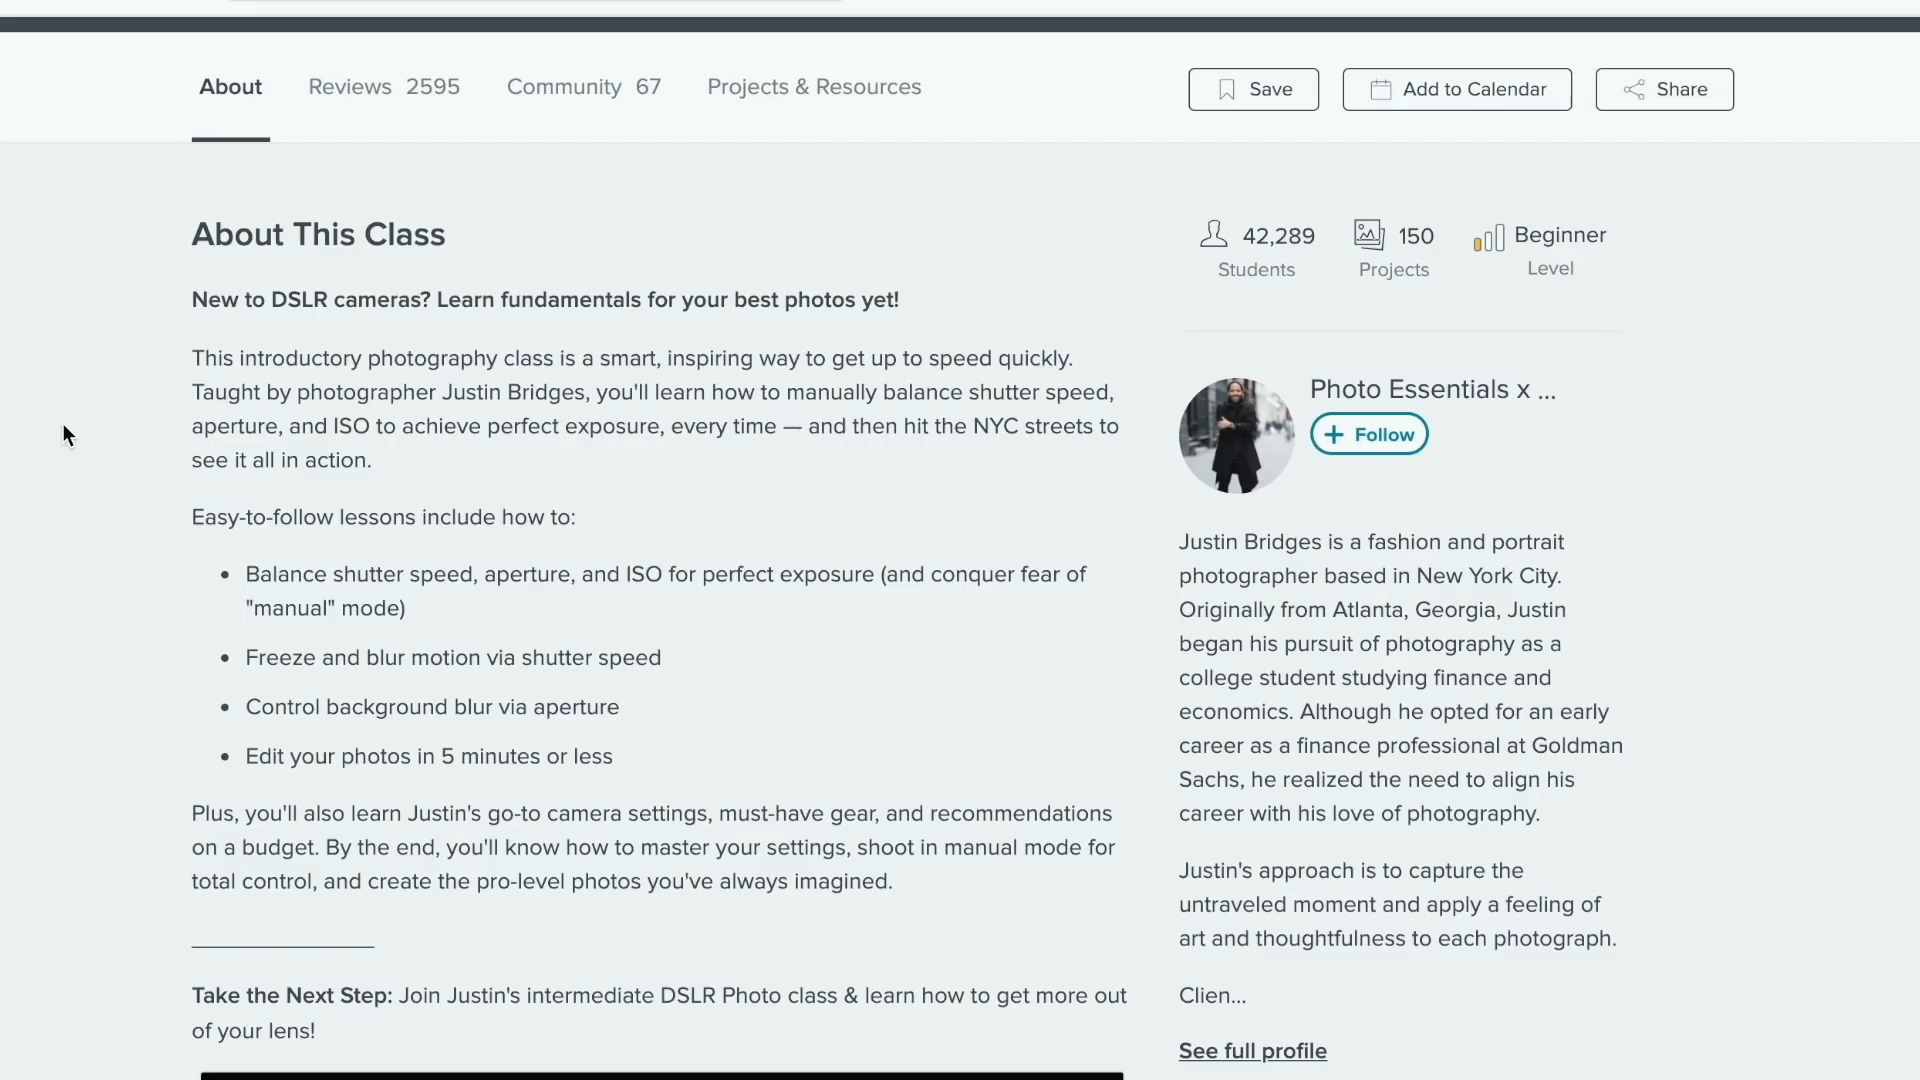 About
Reviews 2595
Community 67
Projects & Resources
Save
Add to Calendar
Share
About This Class
New to DSLR cameras? Learn fundamentals for your best photos yet!
This introductory photography class is a smart, inspiring way to get up to speed quickly.
Taught by photographer Justin Bridges, you'll learn how to manually balance shutter speed,
aperture, and ISO to achieve perfect exposure, every time — and then hit the NYC streets to
see it all in action.
Easy-to-follow lessons include how to:
• Balance shutter speed, aperture, and ISO for perfect exposure (and conquer fear of
"manual" mode)
• Freeze and blur motion via shutter speed
• Control background blur via aperture
• Edit your photos in 5 minutes or less
Plus, you'll also learn Justin's go-to camera settings, must-have gear, and recommendations
on a budget. By the end, you'll know how to master your settings, shoot in manual mode for
total control, and create the pro-level photos you've always imagined.
Take the Next Step: Join Justin's intermediate DSLR Photo class & learn how to get more out
of your lens!
42,289
Students
150
Projects
Beginner
Level
Photo Essentials x ...
+ Follow
Justin Bridges is a fashion and portrait
photographer based in New York City.
Originally from Atlanta, Georgia, Justin
began his pursuit of photography as a
college student studying finance and
economics. Although he opted for an early
career as a finance professional at Goldman
Sachs, he realized the need to align his
career with his love of photography.
Justin's approach is to capture the
untraveled moment and apply a feeling of
art and thoughtfulness to each photograph.
Clien...
See full profile